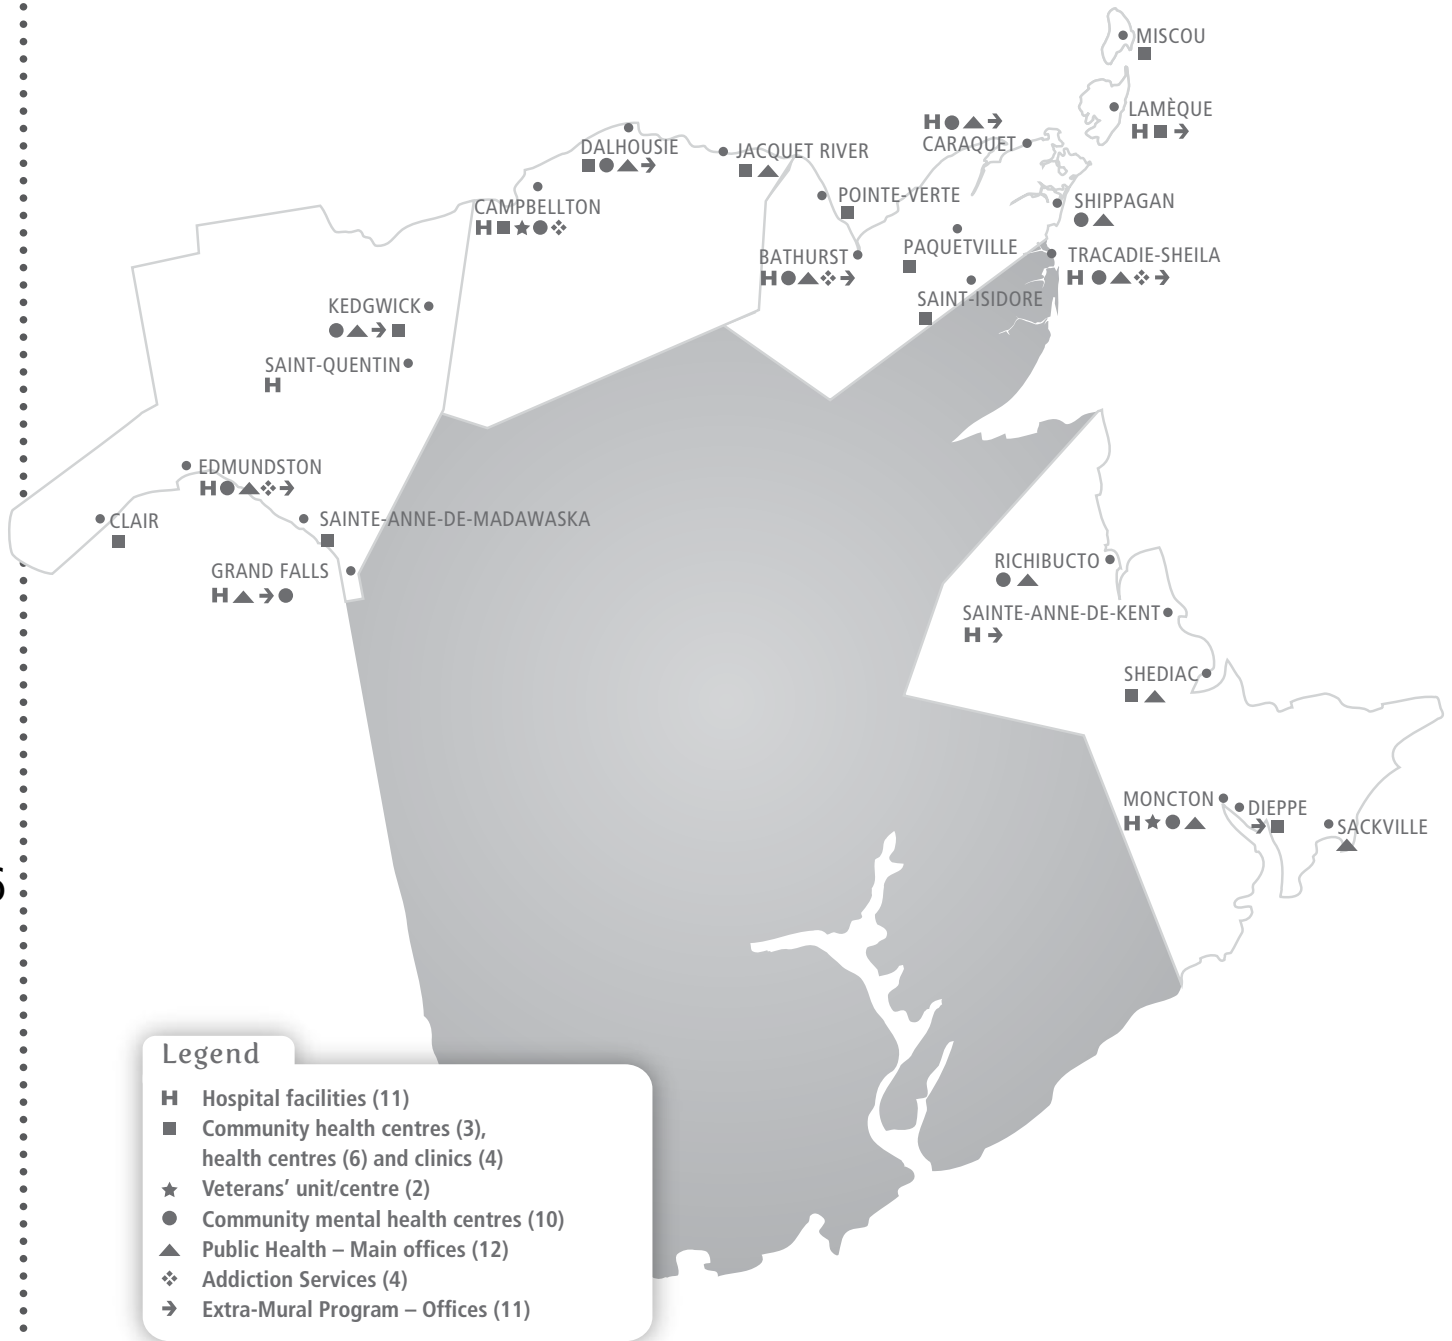 MISCOU
LAMÈQUE
CARAQUET
DALHOUSIE
JACQUET RIVER
POINTE-VERTE
SHIPPAGAN
CAMPBELLTON
PAQUETVILLE
BATHURST
TRACADIE-SHEILA
SAINT-ISIDORE
KEDGWICK
SAINT-QUENTIN
EDMUNDSTON
CLAIR
SAINTE-ANNE-DE-MADAWASKA
GRAND FALLS
RICHIBUCTO
SAINTE-ANNE-DE-KENT
SHEDIAC
MONCTON
DIEPPE
SACKVILLE
Legend
H Hospital facilities (11)
Community health centres (3),
health centres (6) and clinics (4)
Veterans’ unit/centre (2)
Community mental health centres (10)
Public Health – Main offices (12)
Addiction Services (4)
Extra-Mural Program – Offices (11)